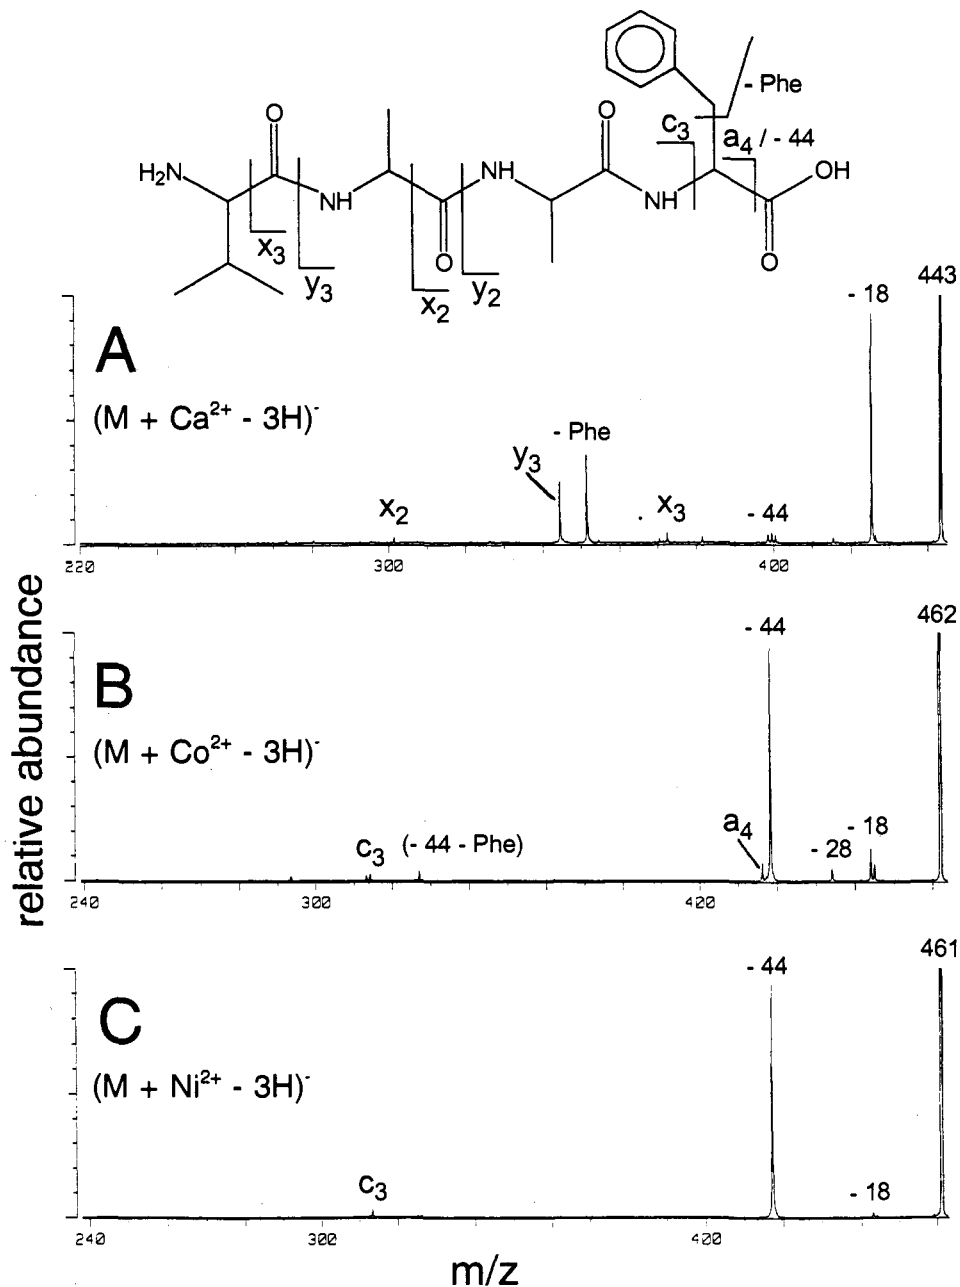 O
O
- Phe
c₃
a₄ / - 44
H₂N
NH
OH
NH
NH
x₃
y₃
O
x₂
y₂
O
443
- 18
A
(M + Ca²⁺ - 3H)⁻
- Phe
y₃
x₂
x₃
- 44
220
300
400
- 44
462
B
(M + Co²⁺ - 3H)⁻
a₄
- 18
- 28
c₃ (- 44 - Phe)
240
300
420
relative abundance
- 44
461
C
(M + Ni²⁺ - 3H)⁻
c₃
- 18
240
300
420
m/z